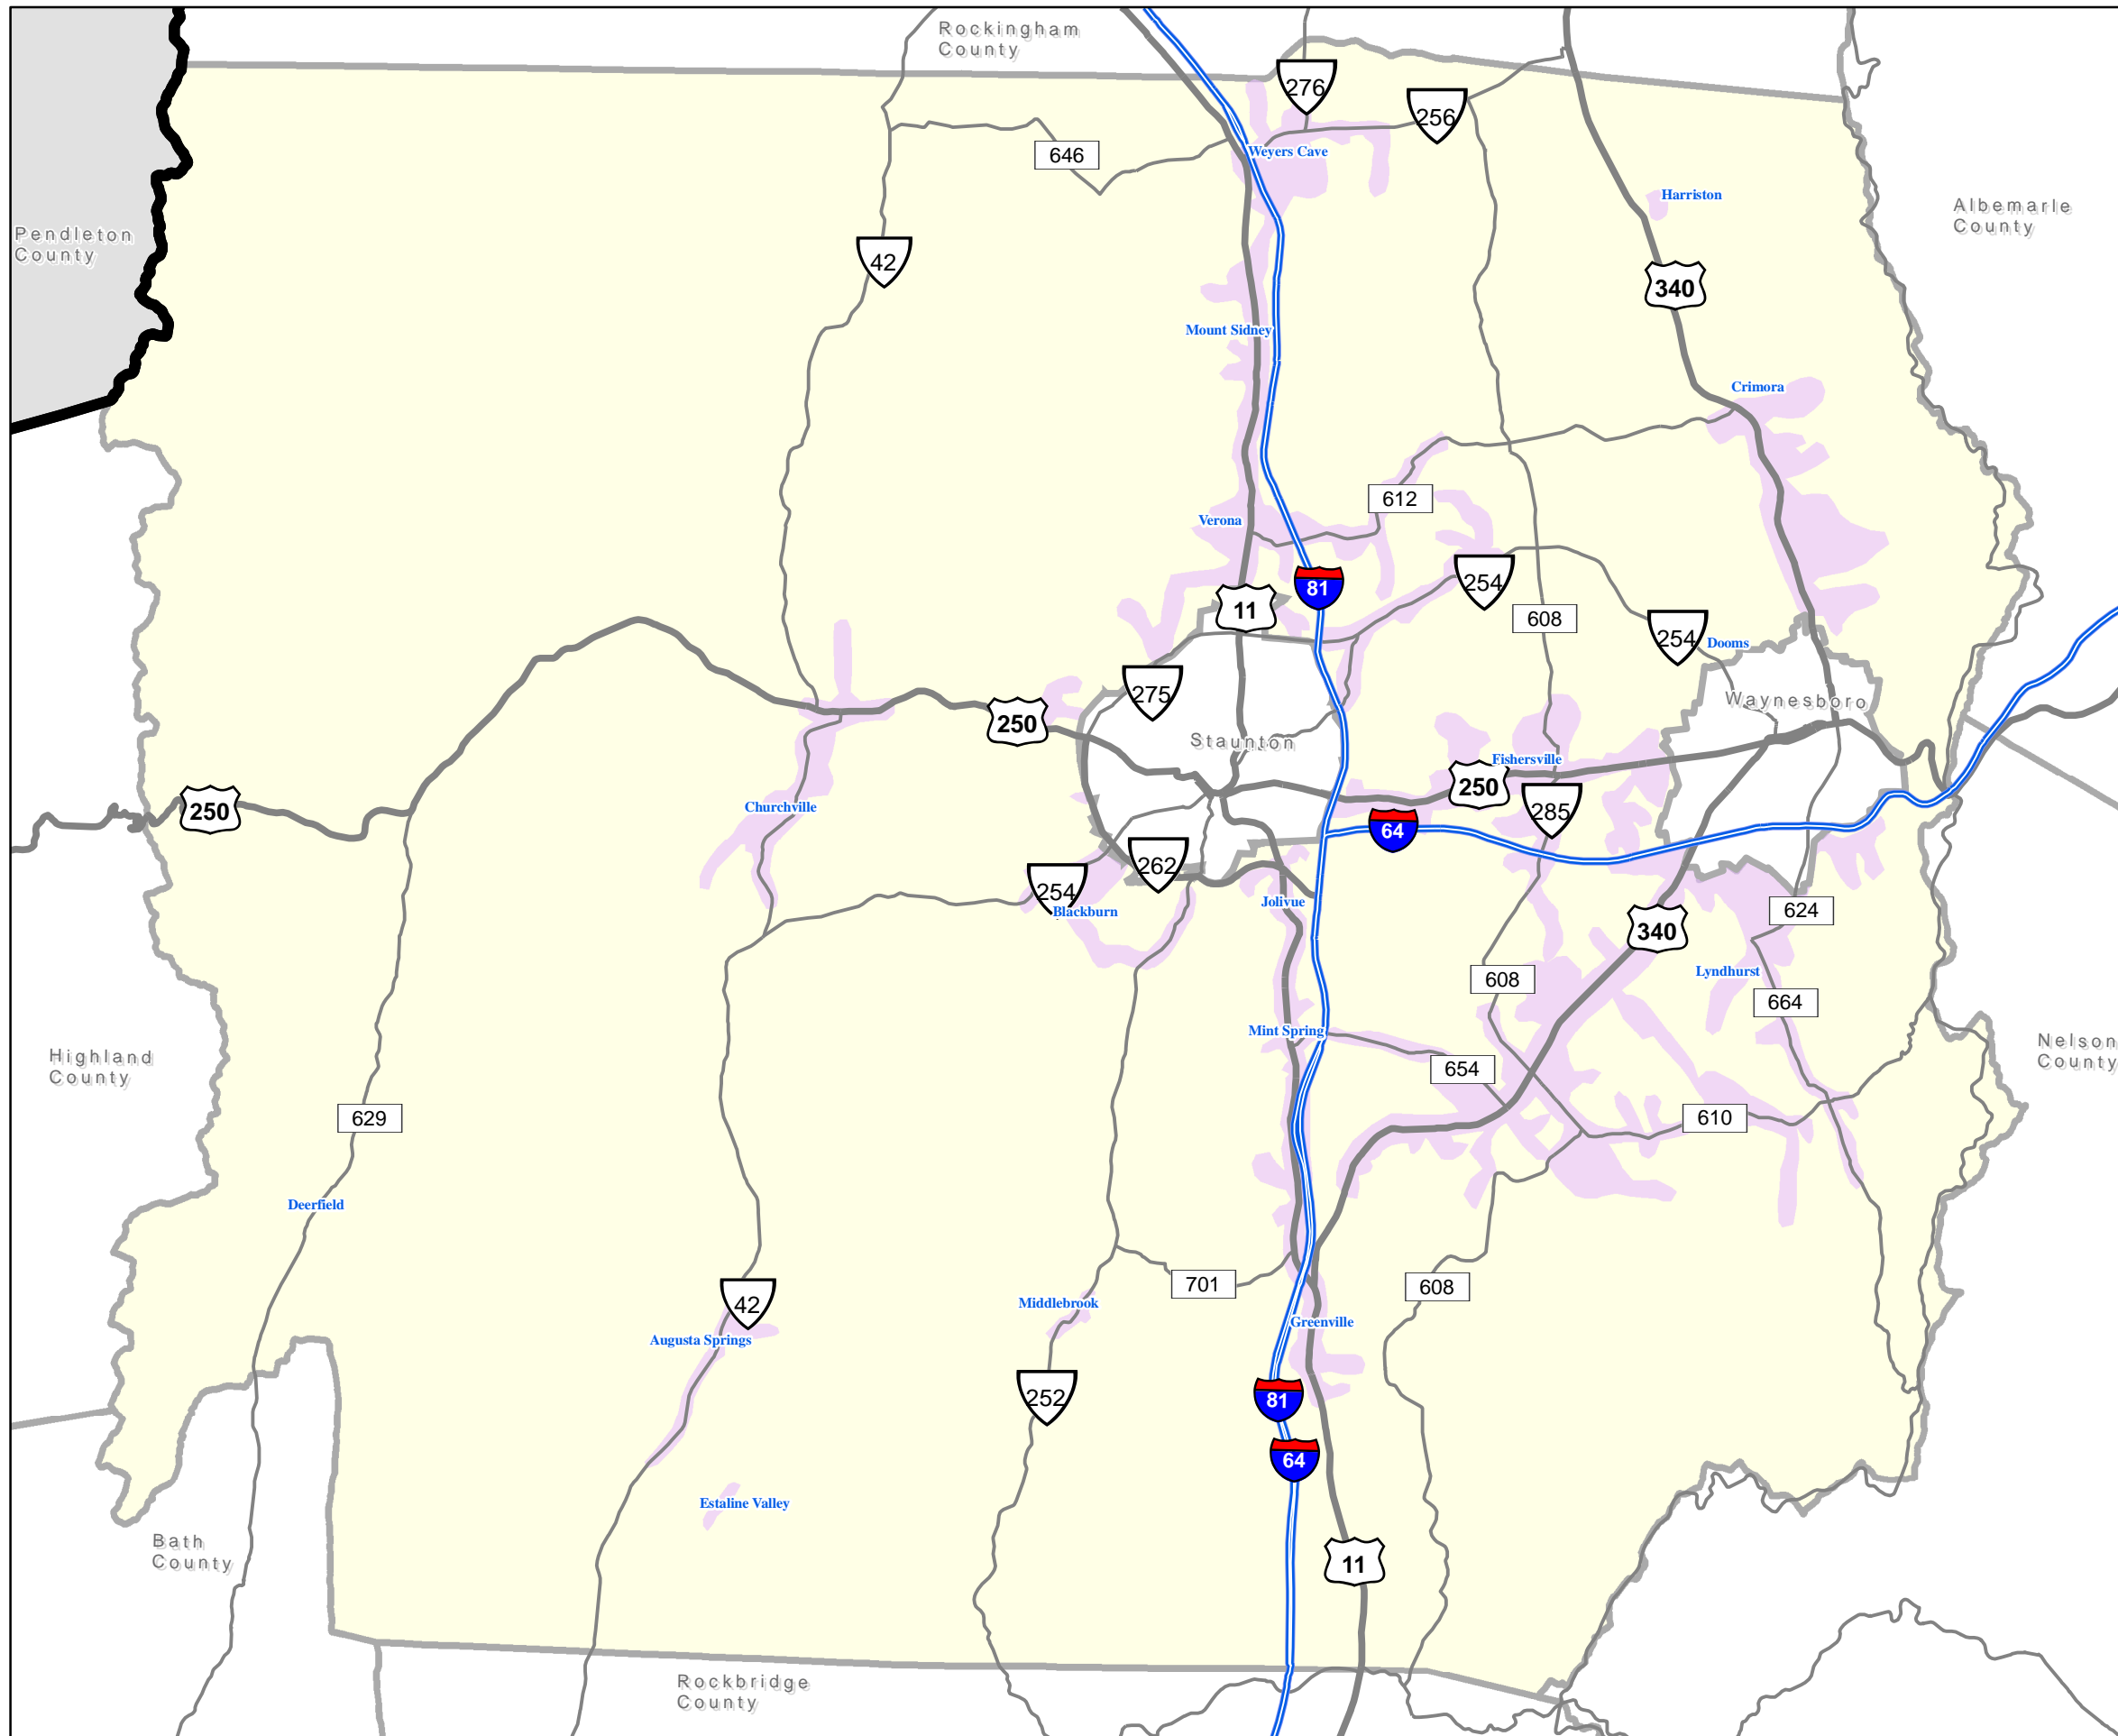 Rockingham
County
276
256
646
Weyers Cave
Harriston
Albemarle
County
Pendleton
County
42
340
Mount Sidney
Crimora
612
Verona
254
81
11
608
254
Dooms
275
Waynesboro
250
Staunton
Fishersville
250
285
250
Churchville
64
262
254
Blackburn
Jolivue
624
340
Lyndhurst
608
664
Mint Spring
Nelson
County
Highland
County
654
629
610
Deerfield
701
608
Middlebrook
42
Greenville
Augusta Springs
252
81
64
Estaline Valley
Bath
County
11
Rockbridge
County